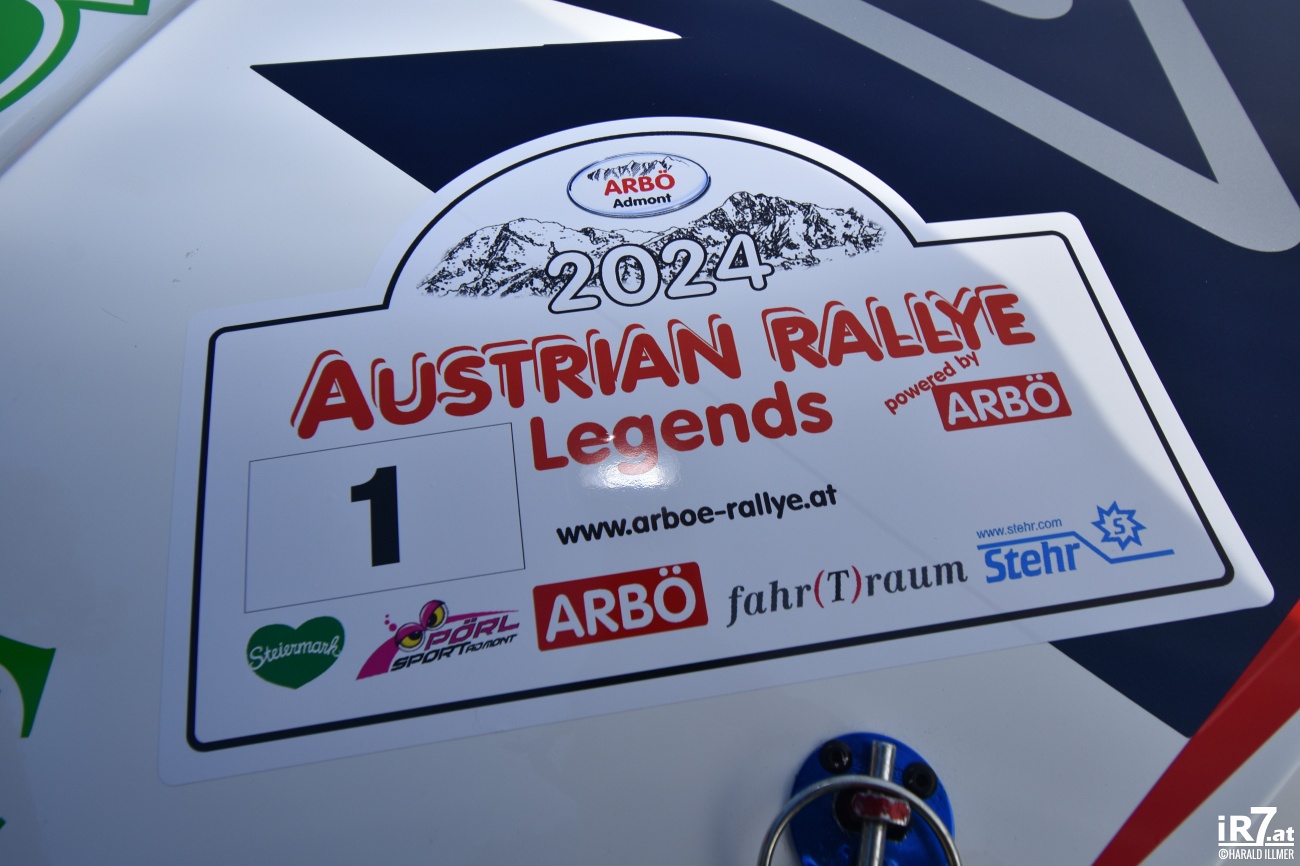 ARBÖ
Admont
2024
AUSTRIAN RALLYE
Legends
powered by
ARBÖ
1
www.arboe-rallye.at
Steiermark
PÖRL
SPORT ADMONT
ARBÖ
fahr(T)raum
www.stehr.com
Stehr
S
iR7.at
©HARALD ILLMER